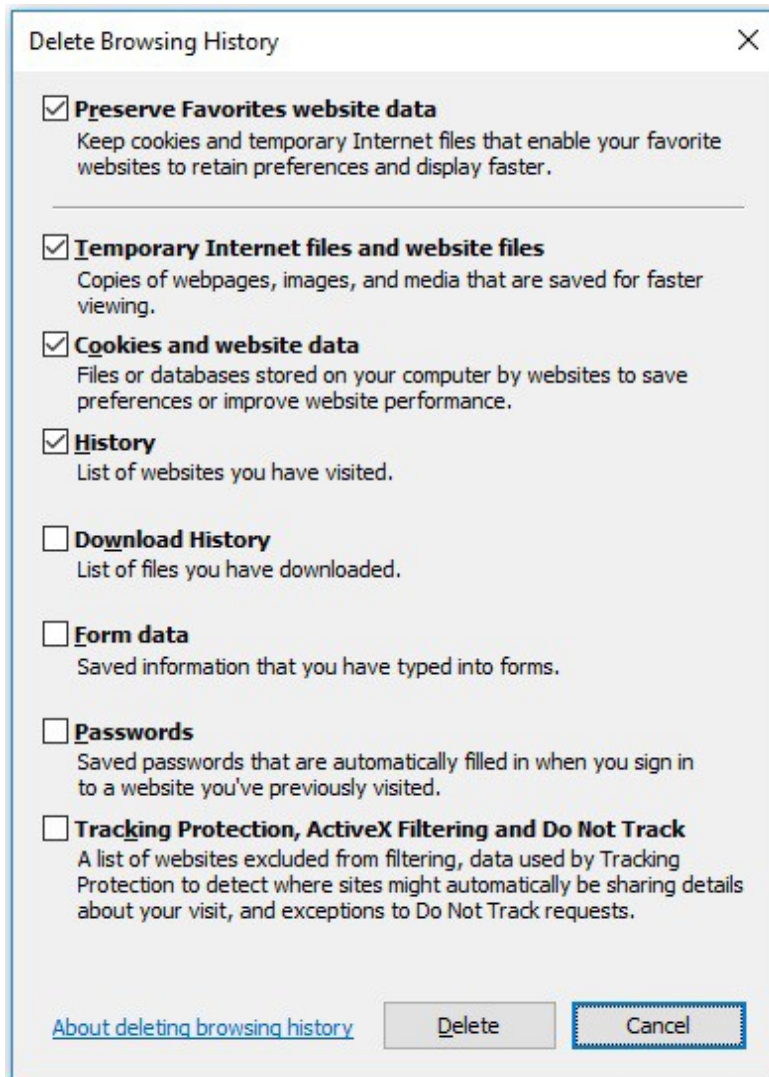 Delete Browsing History
Preserve Favorites website data
Keep cookies and temporary Internet files that enable your favorite
websites to retain preferences and display faster.
Temporary Internet files and website files
Copies of webpages, images, and media that are saved for faster
viewing.
Cookies and website data
Files or databases stored on your computer by websites to save
preferences or improve website performance.
History
List of websites you have visited.
Download History
List of files you have downloaded.
Form data
Saved information that you have typed into forms.
Passwords
Saved passwords that are automatically filled in when you sign in
to a website you've previously visited.
Tracking Protection, ActiveX Filtering and Do Not Track
A list of websites excluded from filtering, data used by Tracking
Protection to detect where sites might automatically be sharing details
about your visit, and exceptions to Do Not Track requests.
About deleting browsing history
Delete
Cancel